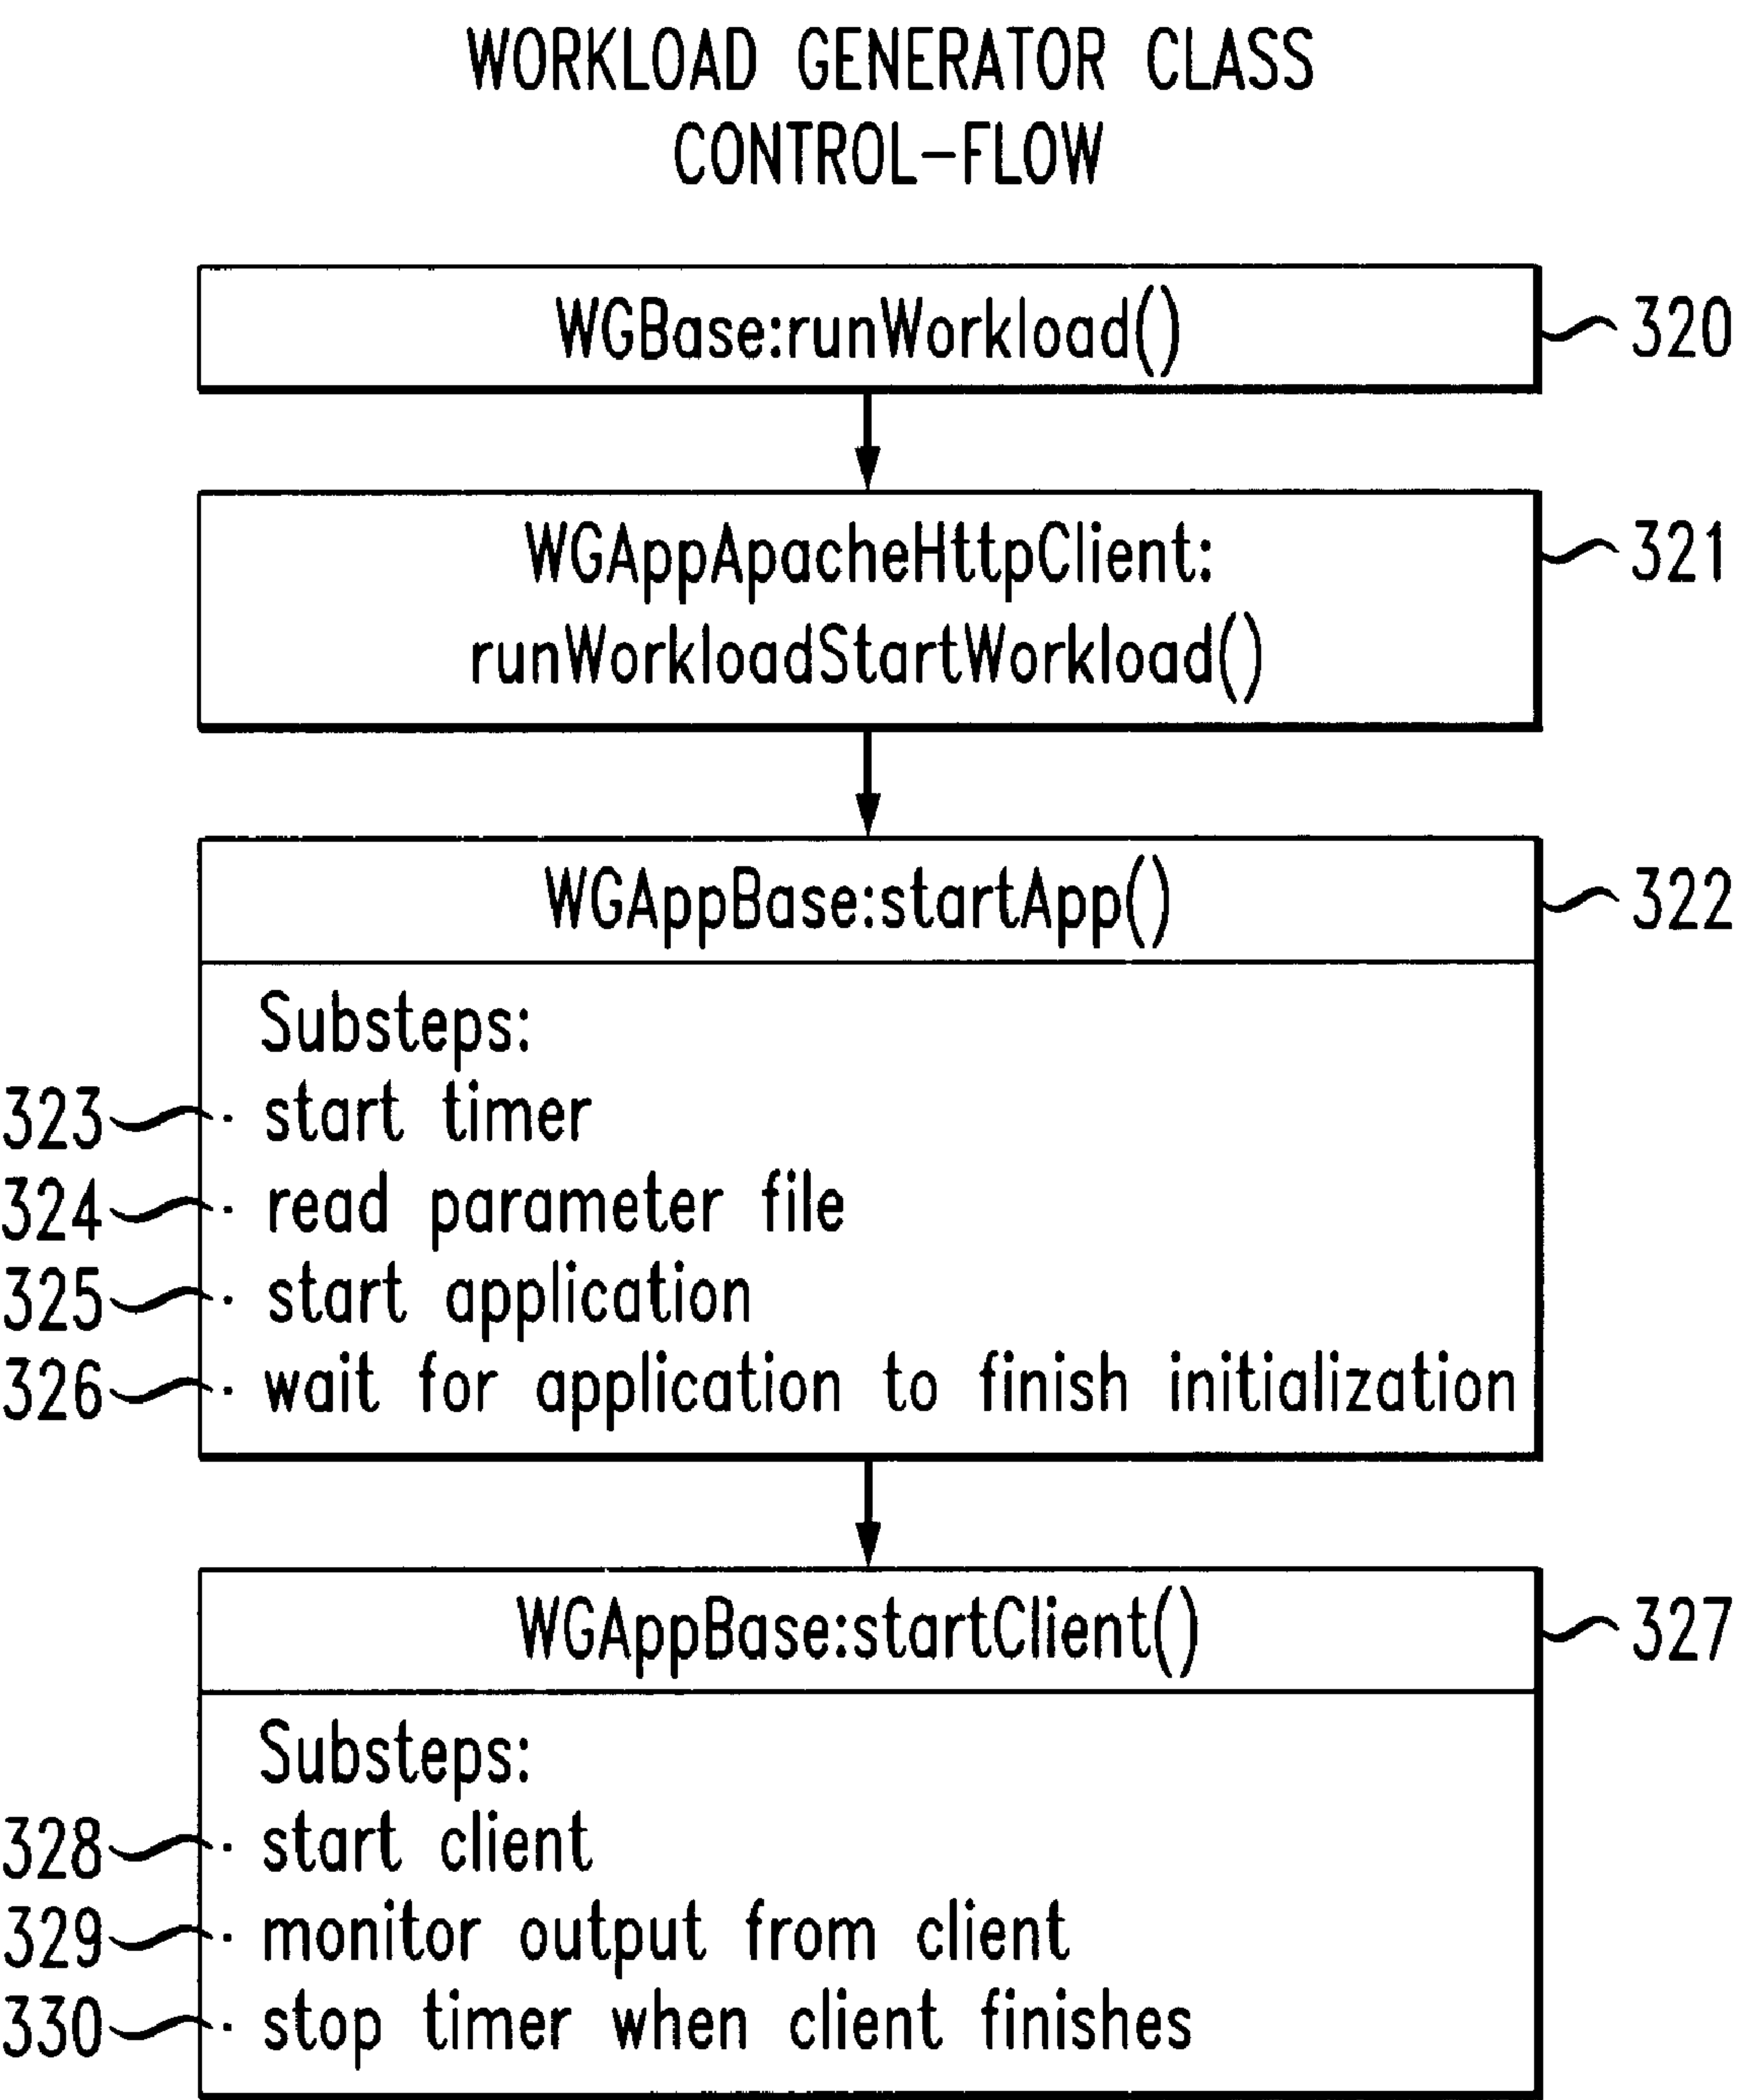 WORKLOAD GENERATOR CLASS
CONTROL-FLOW
WGBase:runWorkload()
320
WGAppApacheHttpClient:
321
runWorkloadStartWorkload()
WGAppBase:startApp()
322
Substeps:
323 · start timer
324 · read parameter file
325 · start application
326 · wait for application to finish initialization
WGAppBase:startClient()
327
Substeps:
328 · start client
329 · monitor output from client
330 · stop timer when client finishes